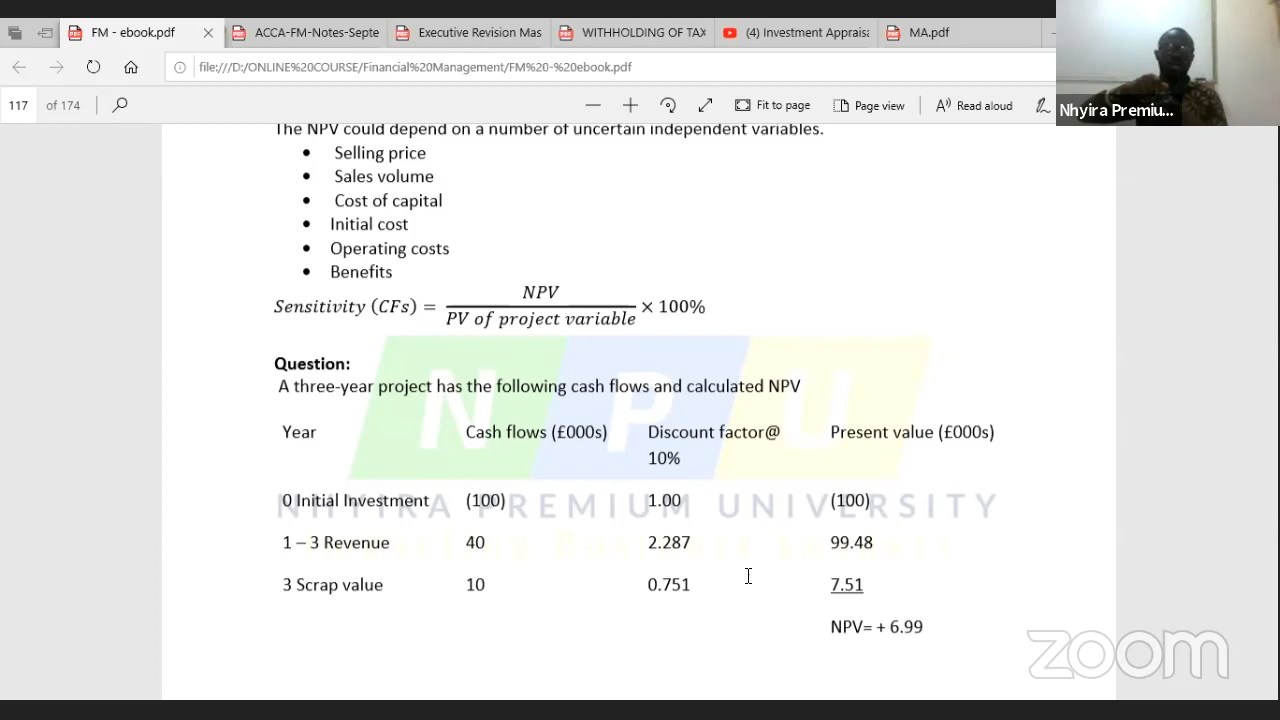 FM - ebook.pdf
ACCA-FM-Notes-Septe
Executive Revision Mas
WITHHOLDING OF TAX
(4) Investment Appraisa
MA.pdf
file:///D:/ONLINE%20COURSE/Financial%20Management/FM%20-%20ebook.pdf
117 of 174
Fit to page
Page view
Read aloud
Nhyira Premiu...
The NPV could depend on a number of uncertain independent variables.
• Selling price
• Sales volume
• Cost of capital
• Initial cost
• Operating costs
• Benefits
Sensitivity (CFs) = NPV / PV of project variable × 100%
Question:
A three-year project has the following cash flows and calculated NPV
Year Cash flows (£000s) Discount factor@ 10% Present value (£000s)
0 Initial Investment (100) 1.00 (100)
1 – 3 Revenue 40 2.287 99.48
3 Scrap value 10 0.751 7.51
NPV= + 6.99
NPU
NHYIRA PREMIUM UNIVERSITY
zoom